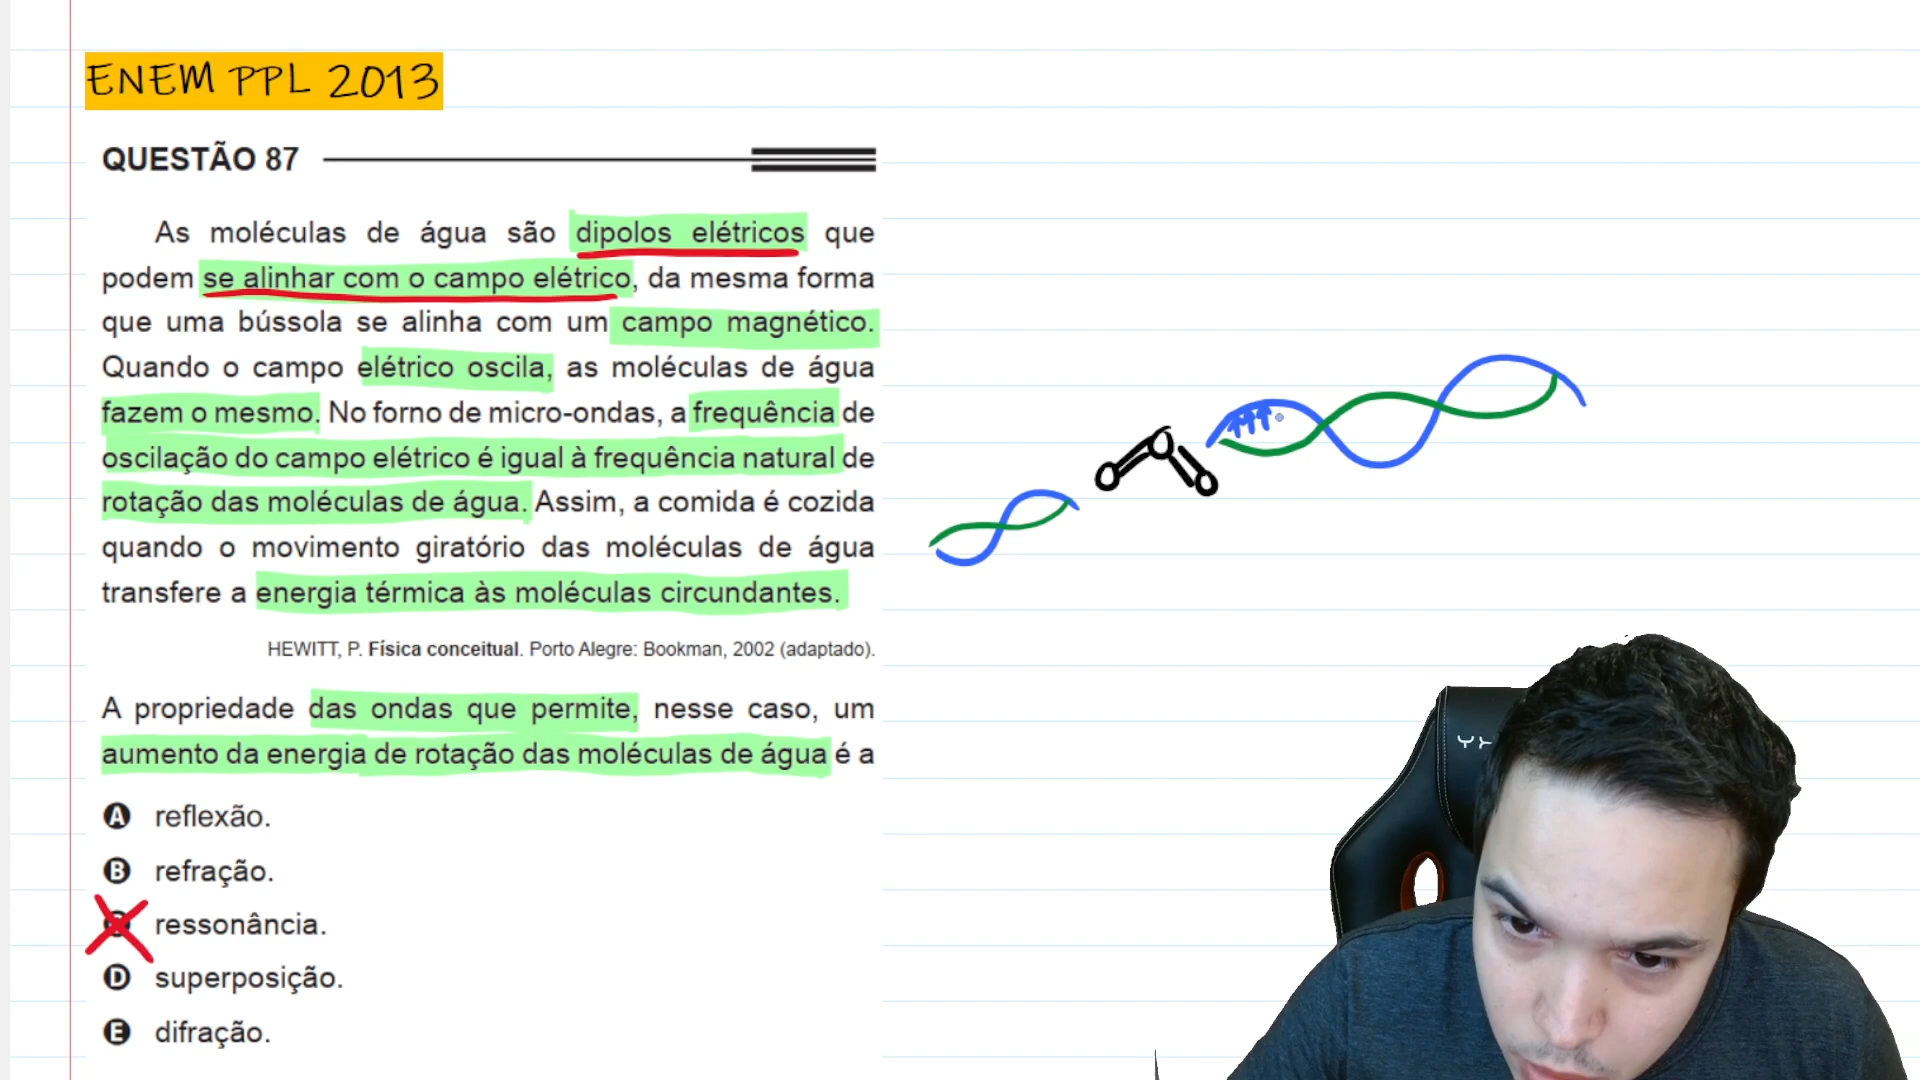 ENEM PPL 2013
QUESTÃO 87
As moléculas de água são dipolos elétricos que
podem se alinhar com o campo elétrico, da mesma forma
que uma bússola se alinha com um campo magnético.
Quando o campo elétrico oscila, as moléculas de água
fazem o mesmo. No forno de micro-ondas, a frequência de
oscilação do campo elétrico é igual à frequência natural de
rotação das moléculas de água. Assim, a comida é cozida
quando o movimento giratório das moléculas de água
transfere a energia térmica às moléculas circundantes.
HEWITT, P. Física conceitual. Porto Alegre: Bookman, 2002 (adaptado).
A propriedade das ondas que permite, nesse caso, um
aumento da energia de rotação das moléculas de água é a
A reflexão.
B refração.
C ressonância.
D superposição.
E difração.